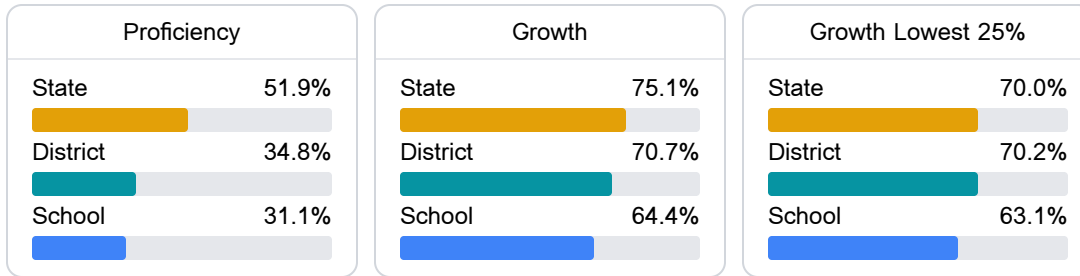 Proficiency
State 51.9%
District 34.8%
School 31.1%
Growth
State 75.1%
District 70.7%
School 64.4%
Growth Lowest 25%
State 70.0%
District 70.2%
School 63.1%